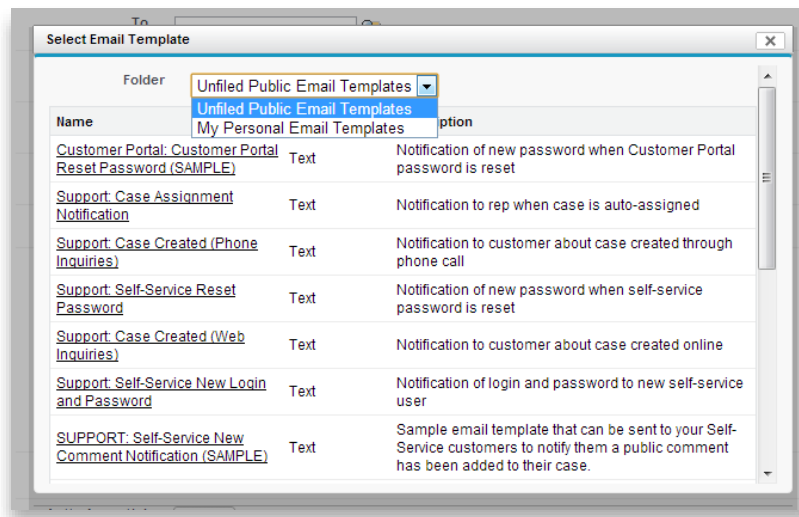 To
Select Email Template
Folder
Unfiled Public Email Templates
Unfiled Public Email Templates
My Personal Email Templates
Name
ption
Customer Portal: Customer Portal Text Notification of new password when Customer Portal
Reset Password (SAMPLE) password is reset
Support: Case Assignment Text Notification to rep when case is auto-assigned
Notification
Support: Case Created (Phone Text Notification to customer about case created through
Inquiries) phone call
Support: Self-Service Reset Text Notification of new password when self-service
Password password is reset
Support: Case Created (Web Text Notification to customer about case created online
Inquiries)
Support: Self-Service New Login Text Notification of login and password to new self-service
and Password user
SUPPORT: Self-Service New Text Sample email template that can be sent to your Self-
Comment Notification (SAMPLE) Service customers to notify them a public comment
has been added to their case.